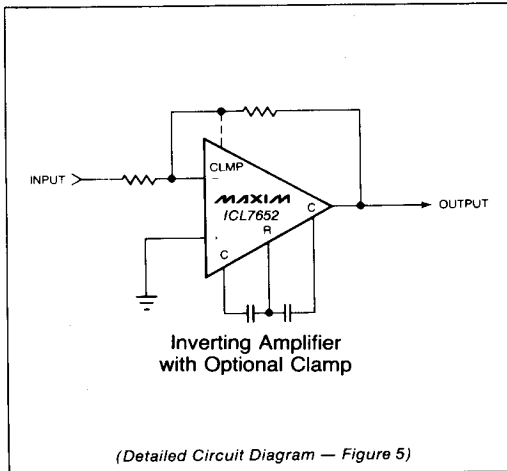 CLMP
INPUT
−
MAXIM
ICL7652
C
R
C
OUTPUT
Inverting Amplifier
with Optional Clamp
(Detailed Circuit Diagram — Figure 5)